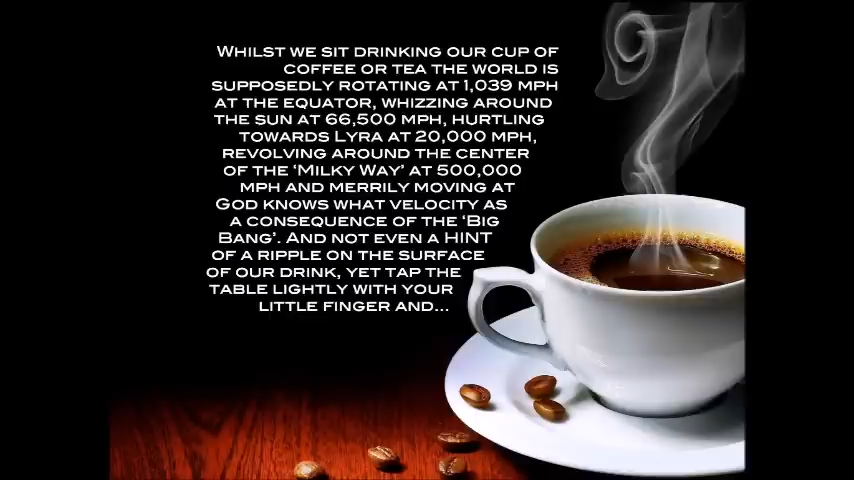 Whilst we sit drinking our cup of
coffee or tea the world is
supposedly rotating at 1,039 mph
at the equator, whizzing around
the sun at 66,500 mph, hurtling
towards Lyra at 20,000 mph,
revolving around the center
of the ‘Milky Way’ at 500,000
mph and merrily moving at
God knows what velocity as
a consequence of the ‘Big
Bang’. And not even a HINT
of a ripple on the surface
of our drink, yet tap the
table lightly with your
little finger and...